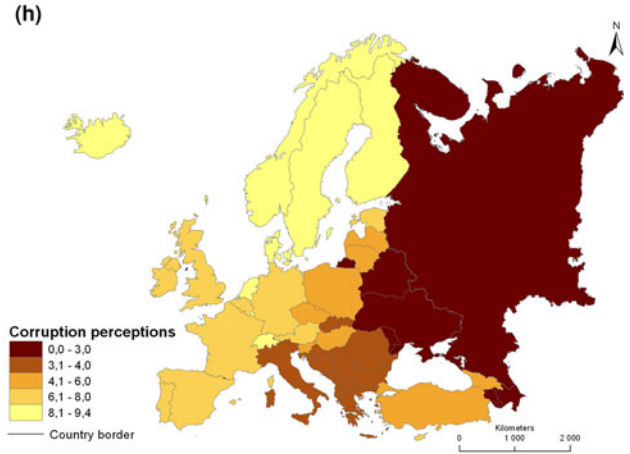 (h)
N
Corruption perceptions
0,0 - 3,0
3,1 - 4,0
4,1 - 6,0
6,1 - 8,0
8,1 - 9,4
Country border
Kilometers
0 1 000 2 000